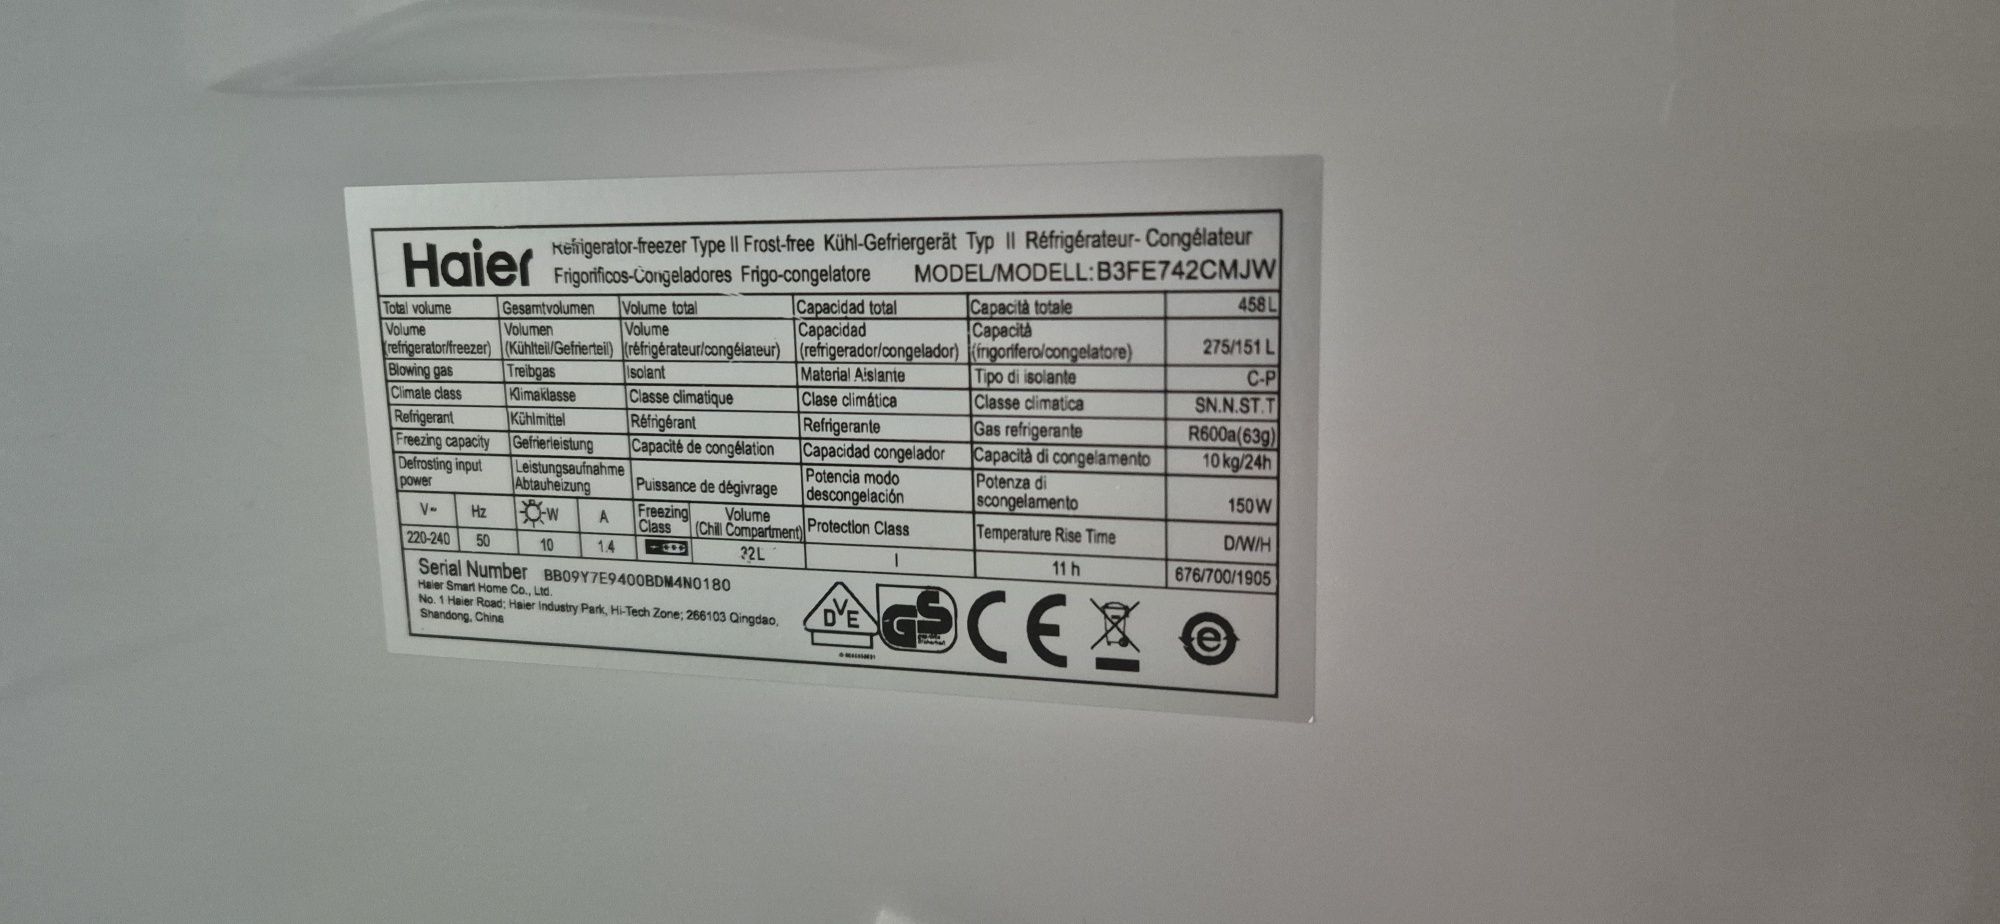 Haier
Refrigerator-freezer Type II Frost-free Kühl-Gefriergerät Typ II Réfrigérateur- Congélateur
Frigoríficos-Congeladores Frigo-congelatore MODEL/MODELL: B3FE742CMJW
Total volume Gesamtvolumen Volume total Capacidad total Capacità totale 458L
Volume (refrigerator/freezer) Volumen (Kühlteil/Gefrierteil) Volume (réfrigérateur/congélateur) Capacidad (refrigerador/congelador) Capacità (frigorifero/congelatore) 275/151 L
Blowing gas Treibgas Isolant Material Aislante Tipo di isolante C-P
Climate class Klimaklasse Classe climatique Clase climática Classe climatica SN.N.ST.T
Refrigerant Kühlmittel Réfrigérant Refrigerante Gas refrigerante R600a(63g)
Freezing capacity Gefrierleistung Capacité de congélation Capacidad congelador Capacità di congelamento 10kg/24h
Defrosting input power Leistungsaufnahme Abtauheizung Puissance de dégivrage Potencia modo descongelación Potenza di scongelamento 150W
V~ Hz W A Freezing Class Volume (Chill Compartment) Protection Class Temperature Rise Time D/W/H
220-240 50 10 1.4 I 11 h 676/700/1905
Serial Number BB09Y7E9400BDM4N0180
Haier Smart Home Co., Ltd.
No. 1 Haier Road; Haier Industry Park, Hi-Tech Zone; 266103 Qingdao,
Shandong, China
DVE GS CE e